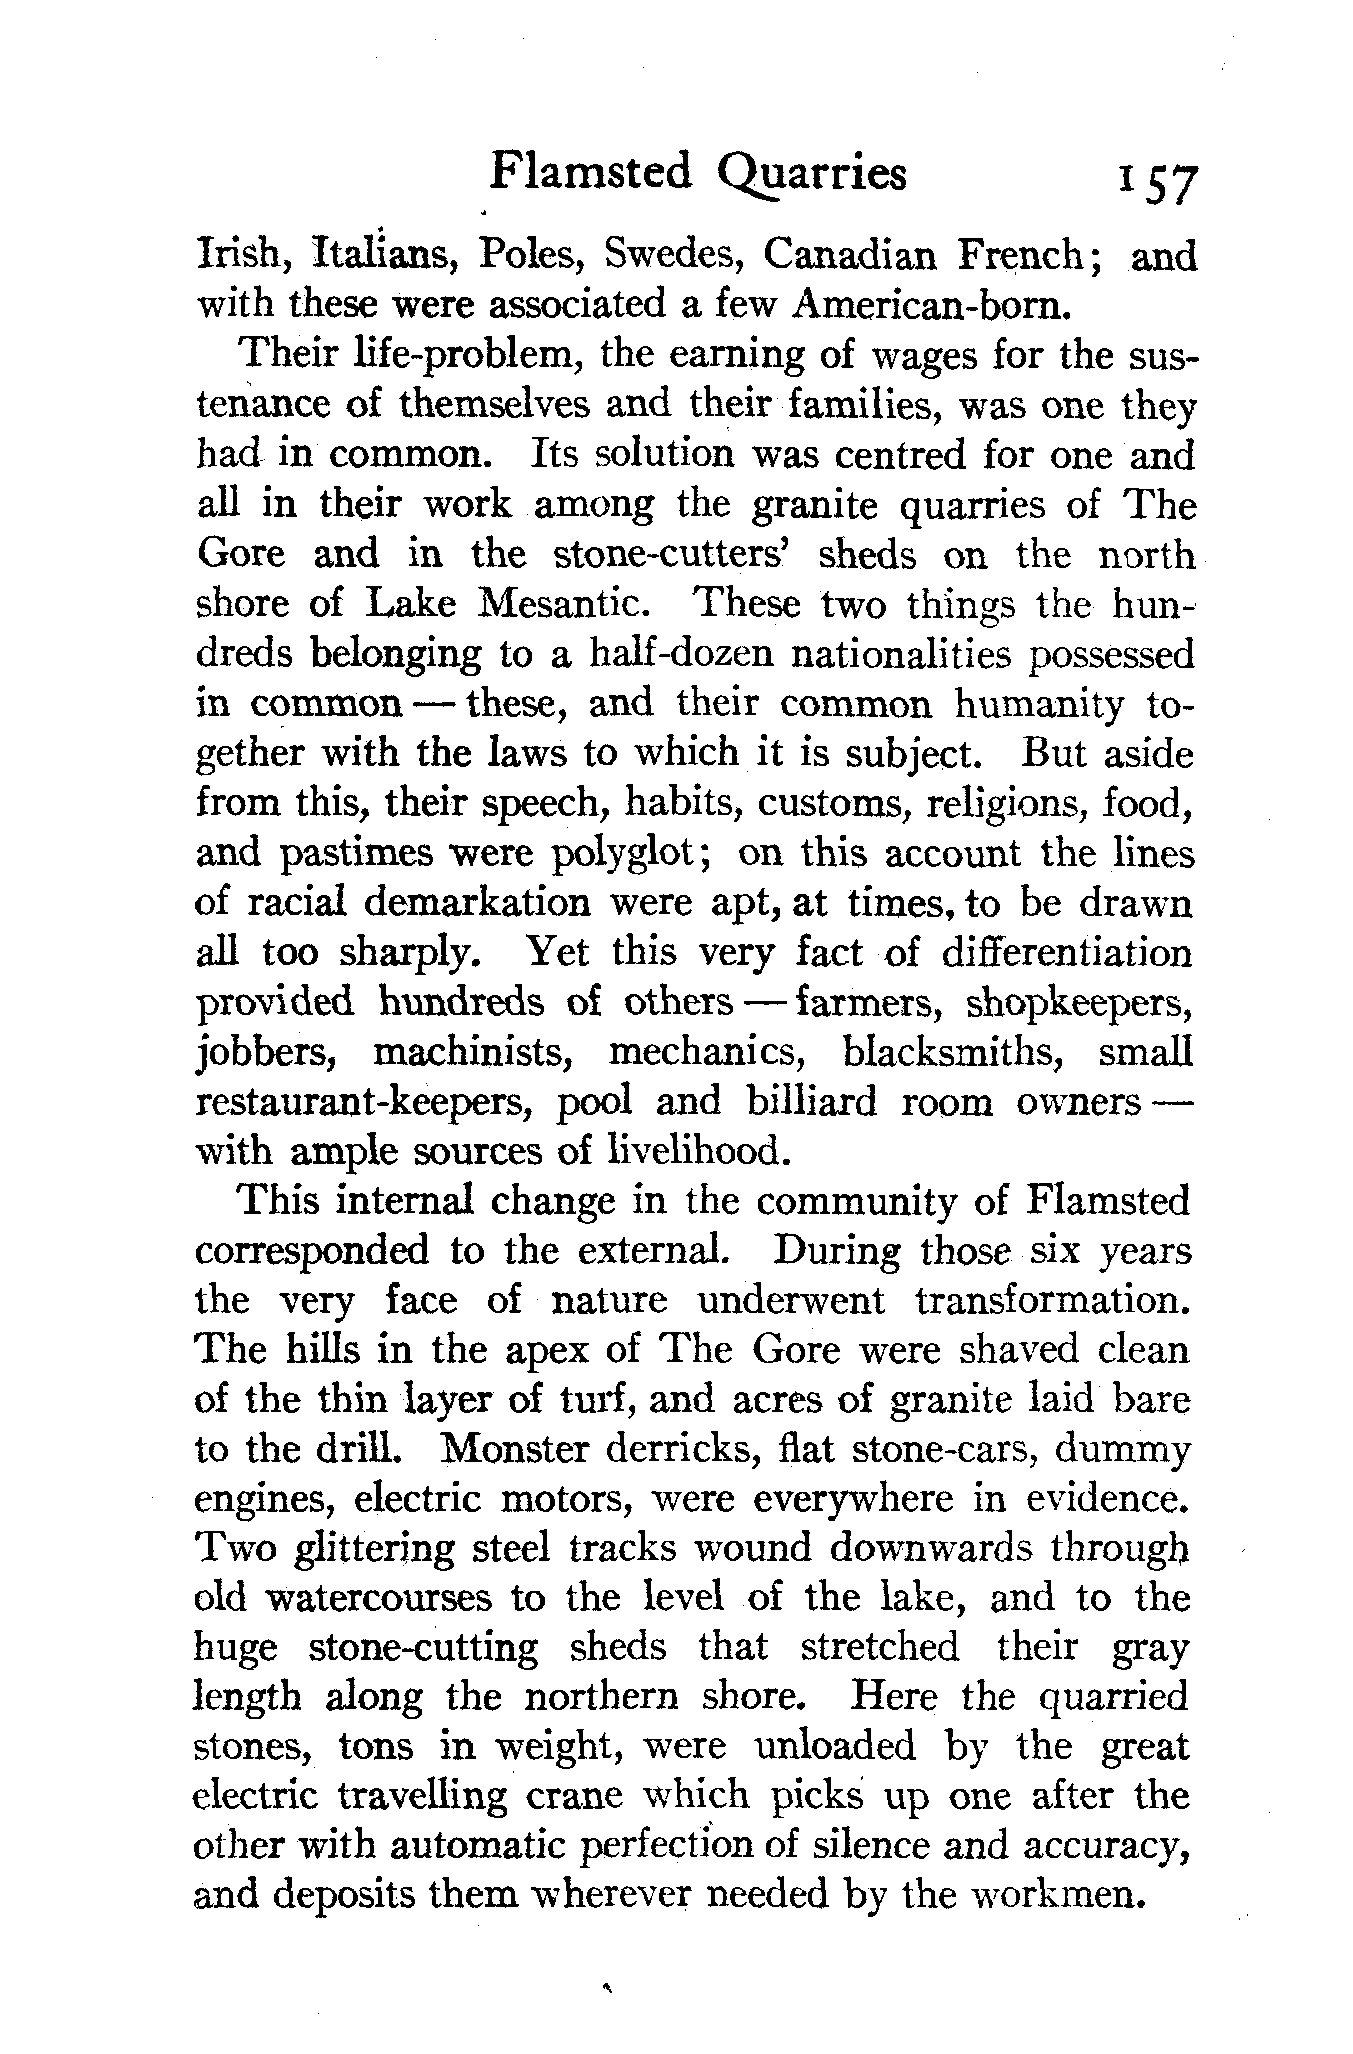 Flamsted Quarries 157
Irish, Italians, Poles, Swedes, Canadian French; and
with these were associated a few American-born.
Their life-problem, the earning of wages for the sus-
tenance of themselves and their families, was one they
had in common. Its solution was centred for one and
all in their work among the granite quarries of The
Gore and in the stone-cutters' sheds on the north
shore of Lake Mesantic. These two things the hun-
dreds belonging to a half-dozen nationalities possessed
in common — these, and their common humanity to-
gether with the laws to which it is subject. But aside
from this, their speech, habits, customs, religions, food,
and pastimes were polyglot; on this account the lines
of racial demarkation were apt, at times, to be drawn
all too sharply. Yet this very fact of differentiation
provided hundreds of others — farmers, shopkeepers,
jobbers, machinists, mechanics, blacksmiths, small
restaurant-keepers, pool and billiard room owners —
with ample sources of livelihood.
This internal change in the community of Flamsted
corresponded to the external. During those six years
the very face of nature underwent transformation.
The hills in the apex of The Gore were shaved clean
of the thin layer of turf, and acres of granite laid bare
to the drill. Monster derricks, flat stone-cars, dummy
engines, electric motors, were everywhere in evidence.
Two glittering steel tracks wound downwards through
old watercourses to the level of the lake, and to the
huge stone-cutting sheds that stretched their gray
length along the northern shore. Here the quarried
stones, tons in weight, were unloaded by the great
electric travelling crane which picks up one after the
other with automatic perfection of silence and accuracy,
and deposits them wherever needed by the workmen.